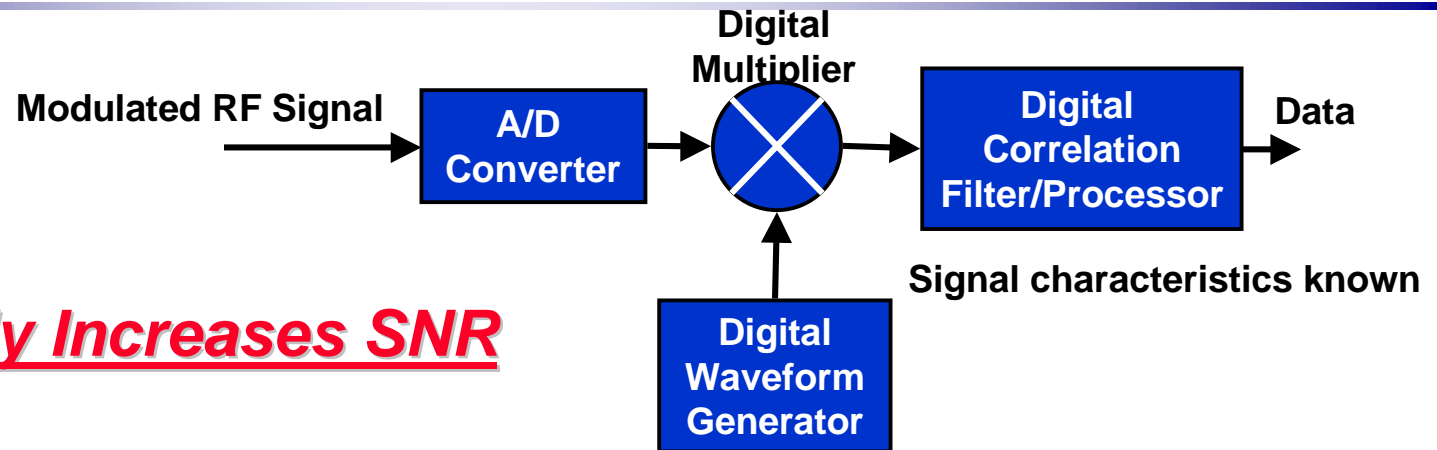 Digital
Multiplier
Modulated RF Signal
A/D
Converter
Digital
Correlation
Filter/Processor
Data
Signal characteristics known
y Increases SNR
Digital
Waveform
Generator